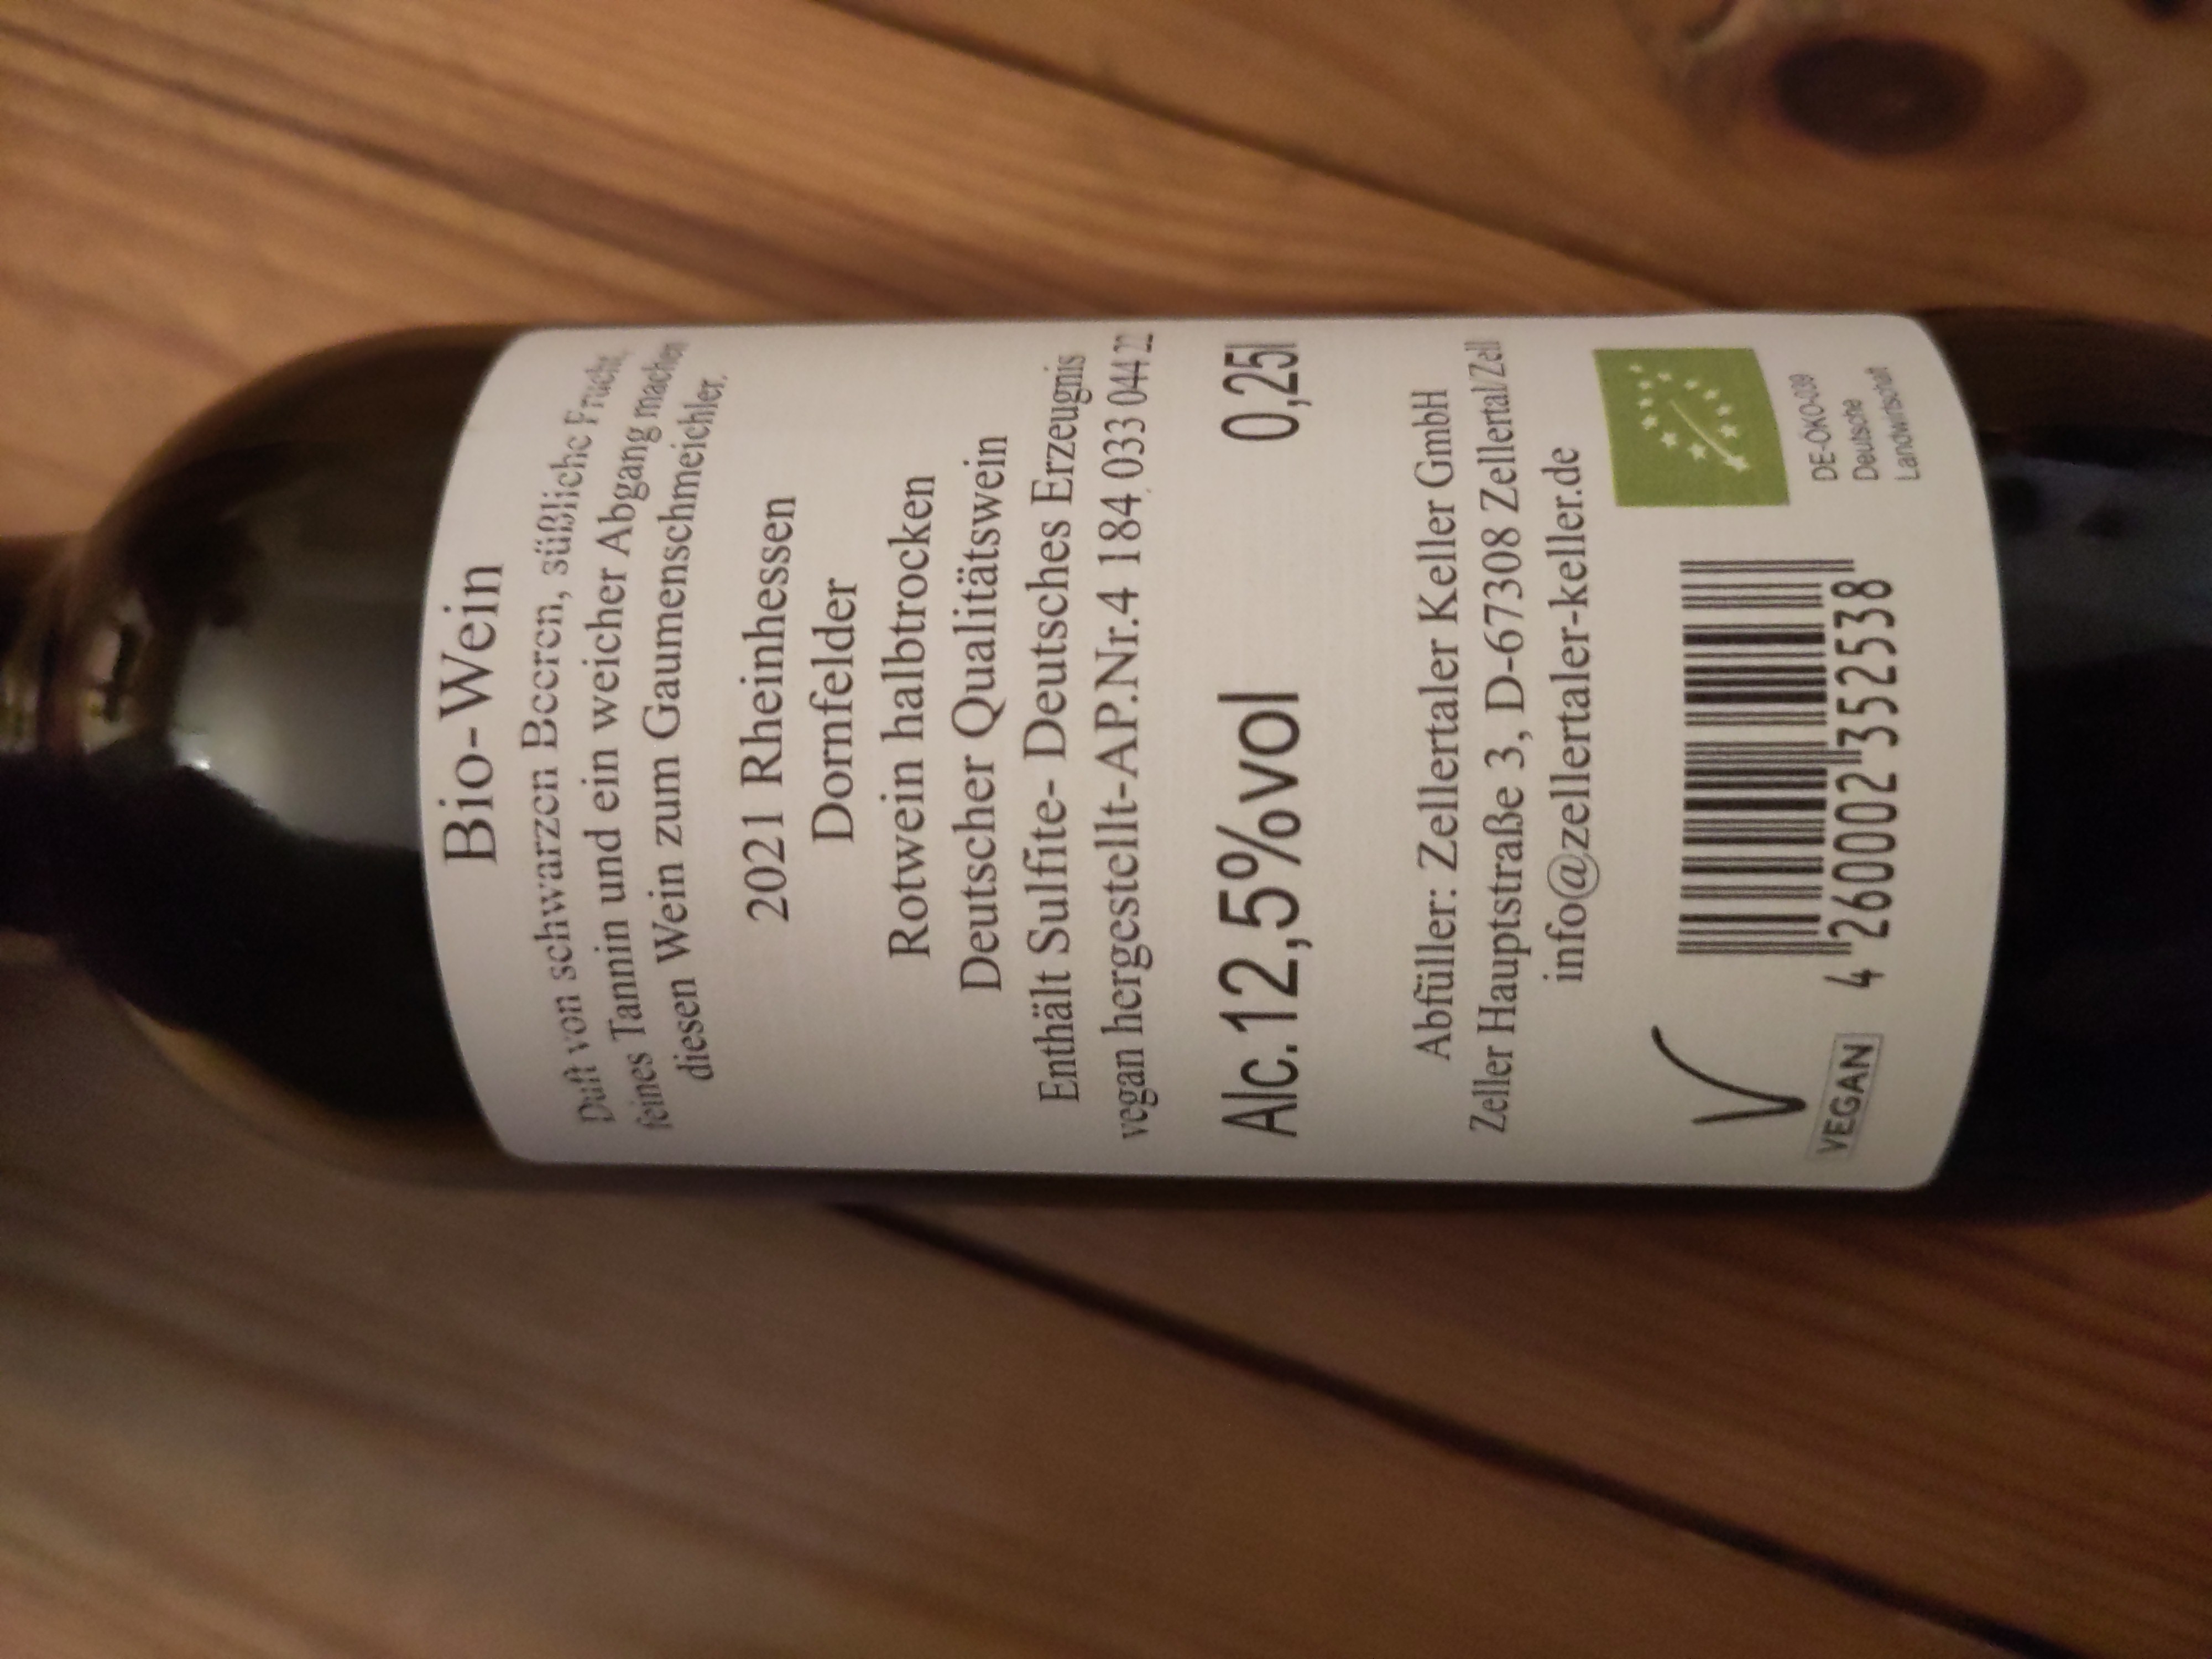 Bio-Wein
Duft von schwarzen Beeren, süßliche Frucht,
feines Tannin und ein weicher Abgang machen
diesen Wein zum Gaumenschmeichler.
2021 Rheinhessen
Dornfelder
Rotwein halbtrocken
Deutscher Qualitätswein
Enthält Sulfite- Deutsches Erzeugnis
vegan hergestellt-AP.Nr.4 184 033 044 22
Alc.12,5%vol 0,25l
Abfüller: Zellertaler Keller GmbH
Zeller Hauptstraße 3, D-67308 Zellertal/Zell
info@zellertaler-keller.de
V
VEGAN
4 260002 352538
DE-ÖKO-039
Deutsche
Landwirtschaft